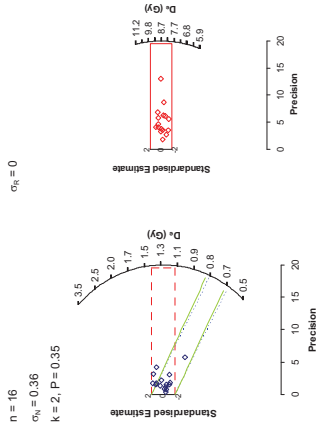 n = 16
σN = 0.36
k = 2, P = 0.35
Standardised Estimate
2
0
-2
3.5
2.5
2.0
1.7
1.5
1.3
1.1
0.9
0.8
0.7
0.5
Dₑ (Gy)
0 5 10 15 20
Precision
σR = 0
Standardised Estimate
2
0
-2
11.2
9.8
8.7
7.7
6.8
5.9
Dₑ (Gy)
0 5 10 15 20
Precision